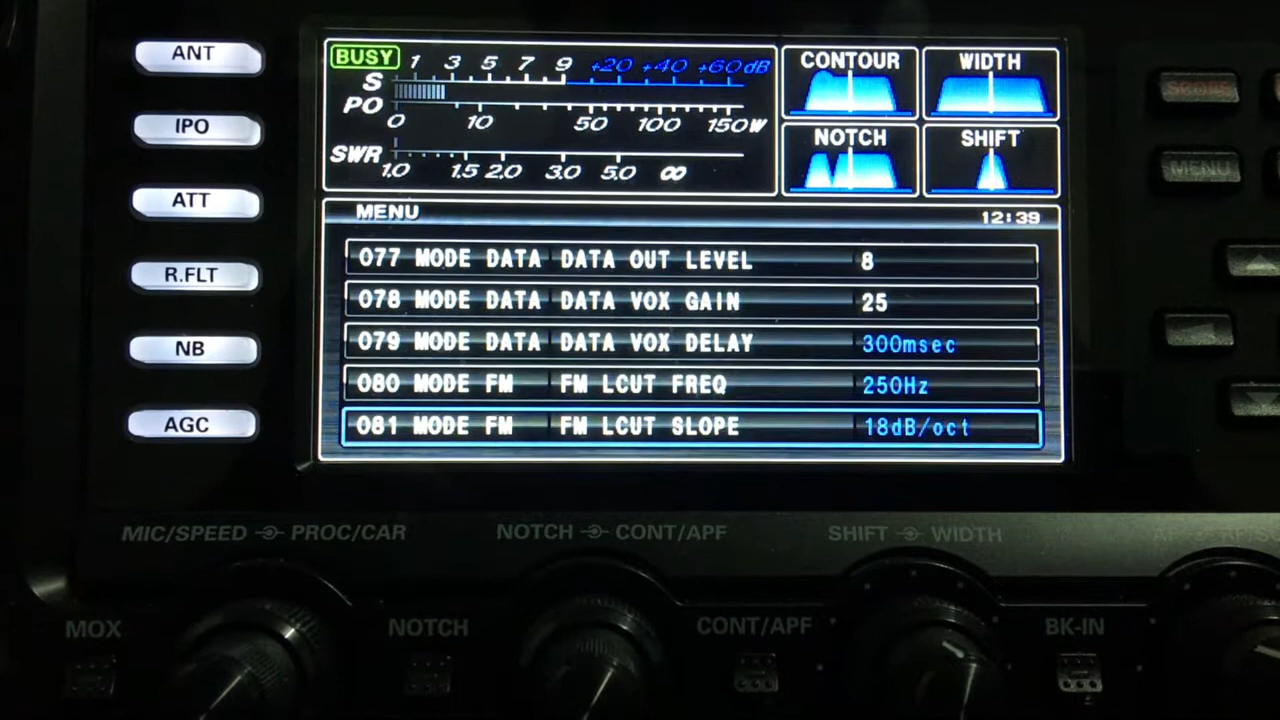 ANT
IPO
ATT
R.FLT
NB
AGC
BUSY 1 3 5 7 9 +20 +40 +60dB
S
PO
0 10 50 100 150W
SWR
1.0 1.5 2.0 3.0 5.0 ∞
CONTOUR WIDTH
NOTCH SHIFT
MENU 12:39
077 MODE DATA DATA OUT LEVEL 8
078 MODE DATA DATA VOX GAIN 25
079 MODE DATA DATA VOX DELAY 300msec
080 MODE FM FM LCUT FREQ 250Hz
081 MODE FM FM LCUT SLOPE 18dB/oct
SCOPE
MENU
MIC/SPEED PROC/CAR NOTCH CONT/APF SHIFT WIDTH
MOX NOTCH CONT/APF BK-IN